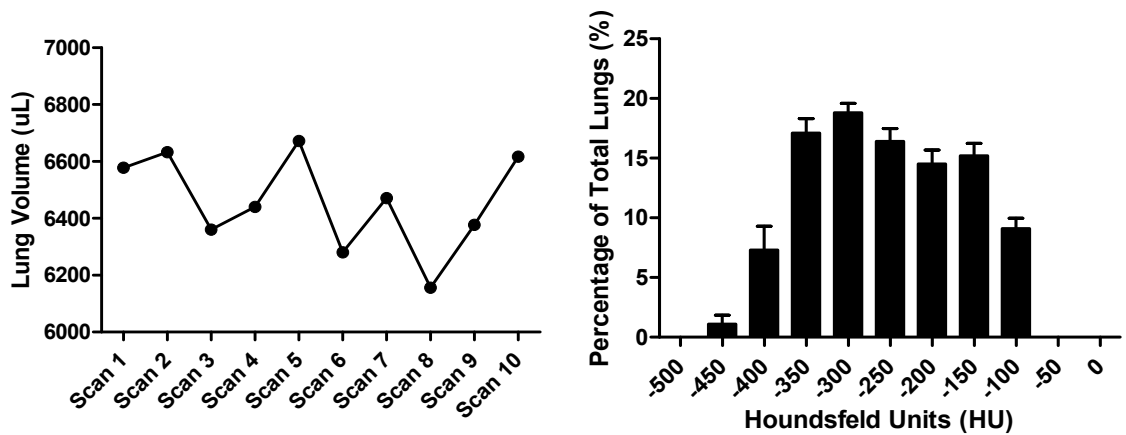 Lung Volume (uL)
7000
6800
6600
6400
6200
6000
Scan 1
Scan 2
Scan 3
Scan 4
Scan 5
Scan 6
Scan 7
Scan 8
Scan 9
Scan 10
Percentage of Total Lungs (%)
25
20
15
10
5
0
-500
-450
-400
-350
-300
-250
-200
-150
-100
-50
0
Houndsfeld Units (HU)